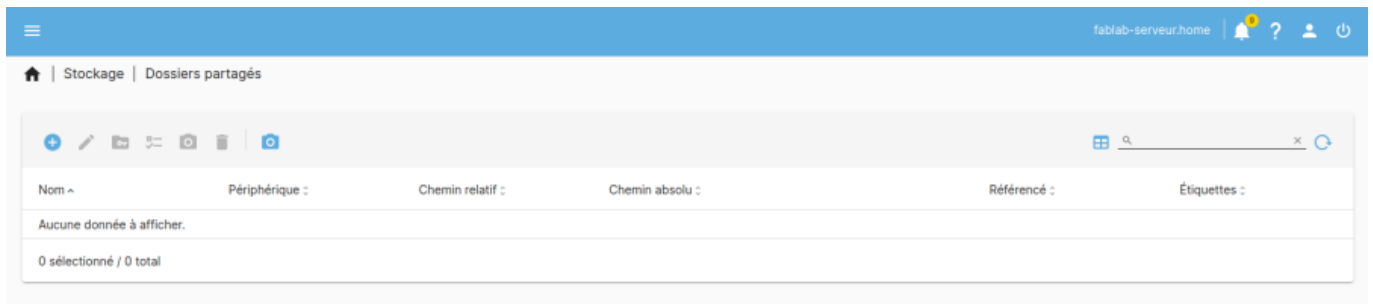 fablab-serveur.home 9 ?
Stockage | Dossiers partagés
Nom Périphérique Chemin relatif Chemin absolu Référencé Étiquettes
Aucune donnée à afficher.
0 sélectionné / 0 total